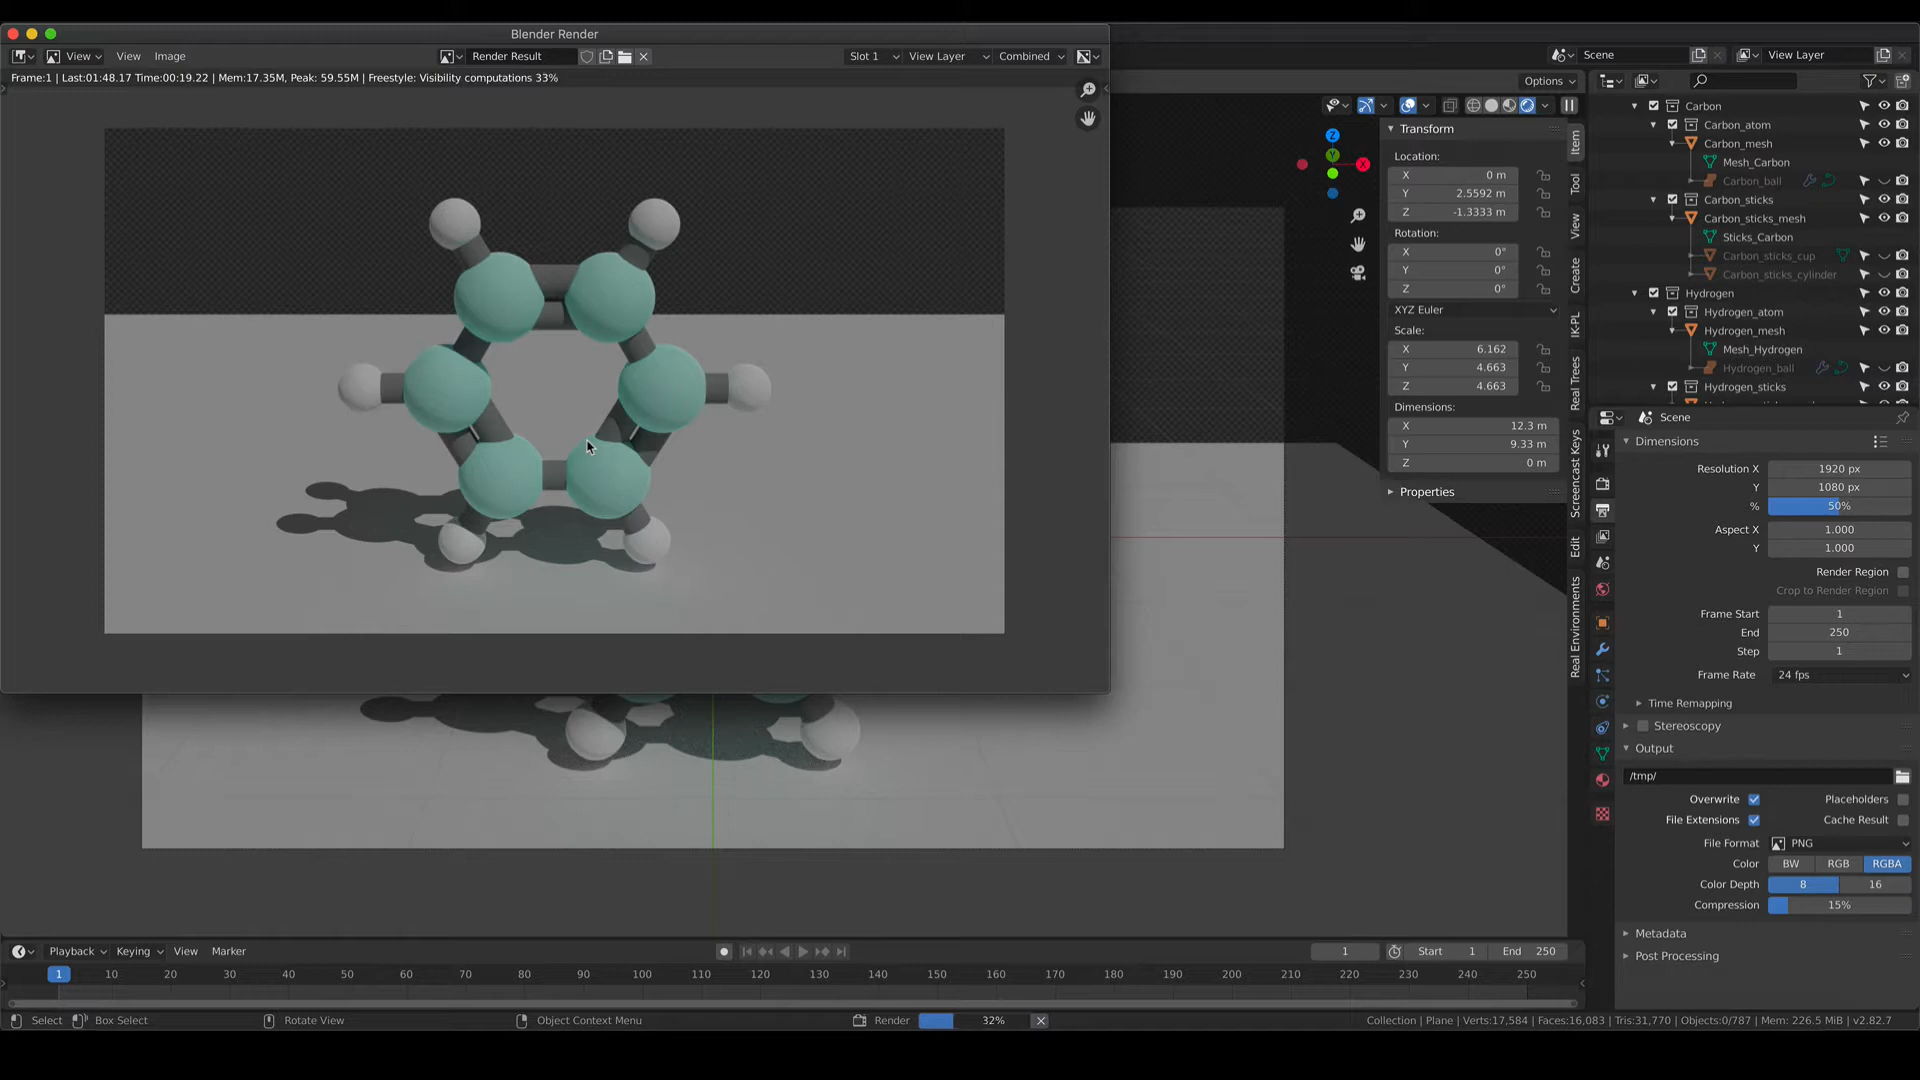 Blender Render
View View Image Render Result Slot 1 View Layer Combined
Frame:1 | Last:01:48.17 Time:00:19.22 | Mem:17.35M, Peak: 59.55M | Freestyle: Visibility computations 33%
Scene View Layer
Options
Z
Y
X
Transform
Location:
X 0 m
Y 2.5592 m
Z -1.3333 m
Rotation:
X 0°
Y 0°
Z 0°
XYZ Euler
Scale:
X 6.162
Y 4.663
Z 4.663
Dimensions:
X 12.3 m
Y 9.33 m
Z 0 m
Properties
Item
Tool
View
Create
IK-PL
Real Trees
Screencast Keys
Edit
Real Environments
Carbon
Carbon_atom
Carbon_mesh
Mesh_Carbon
Carbon_ball
Carbon_sticks
Carbon_sticks_mesh
Sticks_Carbon
Carbon_sticks_cup
Carbon_sticks_cylinder
Hydrogen
Hydrogen_atom
Hydrogen_mesh
Mesh_Hydrogen
Hydrogen_ball
Hydrogen_sticks
Scene
Dimensions
Resolution X 1920 px
Y 1080 px
% 50%
Aspect X 1.000
Y 1.000
Render Region
Crop to Render Region
Frame Start 1
End 250
Step 1
Frame Rate 24 fps
Time Remapping
Stereoscopy
Output
/tmp/
Overwrite Placeholders
File Extensions Cache Result
File Format PNG
Color BW RGB RGBA
Color Depth 8 16
Compression 15%
Metadata
Post Processing
Playback Keying View Marker 1 Start 1 End 250
1 10 20 30 40 50 60 70 80 90 100 110 120 130 140 150 160 170 180 190 200 210 220 230 240 250
Select Box Select Rotate View Object Context Menu Render 32% Collection | Plane | Verts:17,584 | Faces:16,083 | Tris:31,770 | Objects:0/787 | Mem: 226.5 MiB | v2.82.7